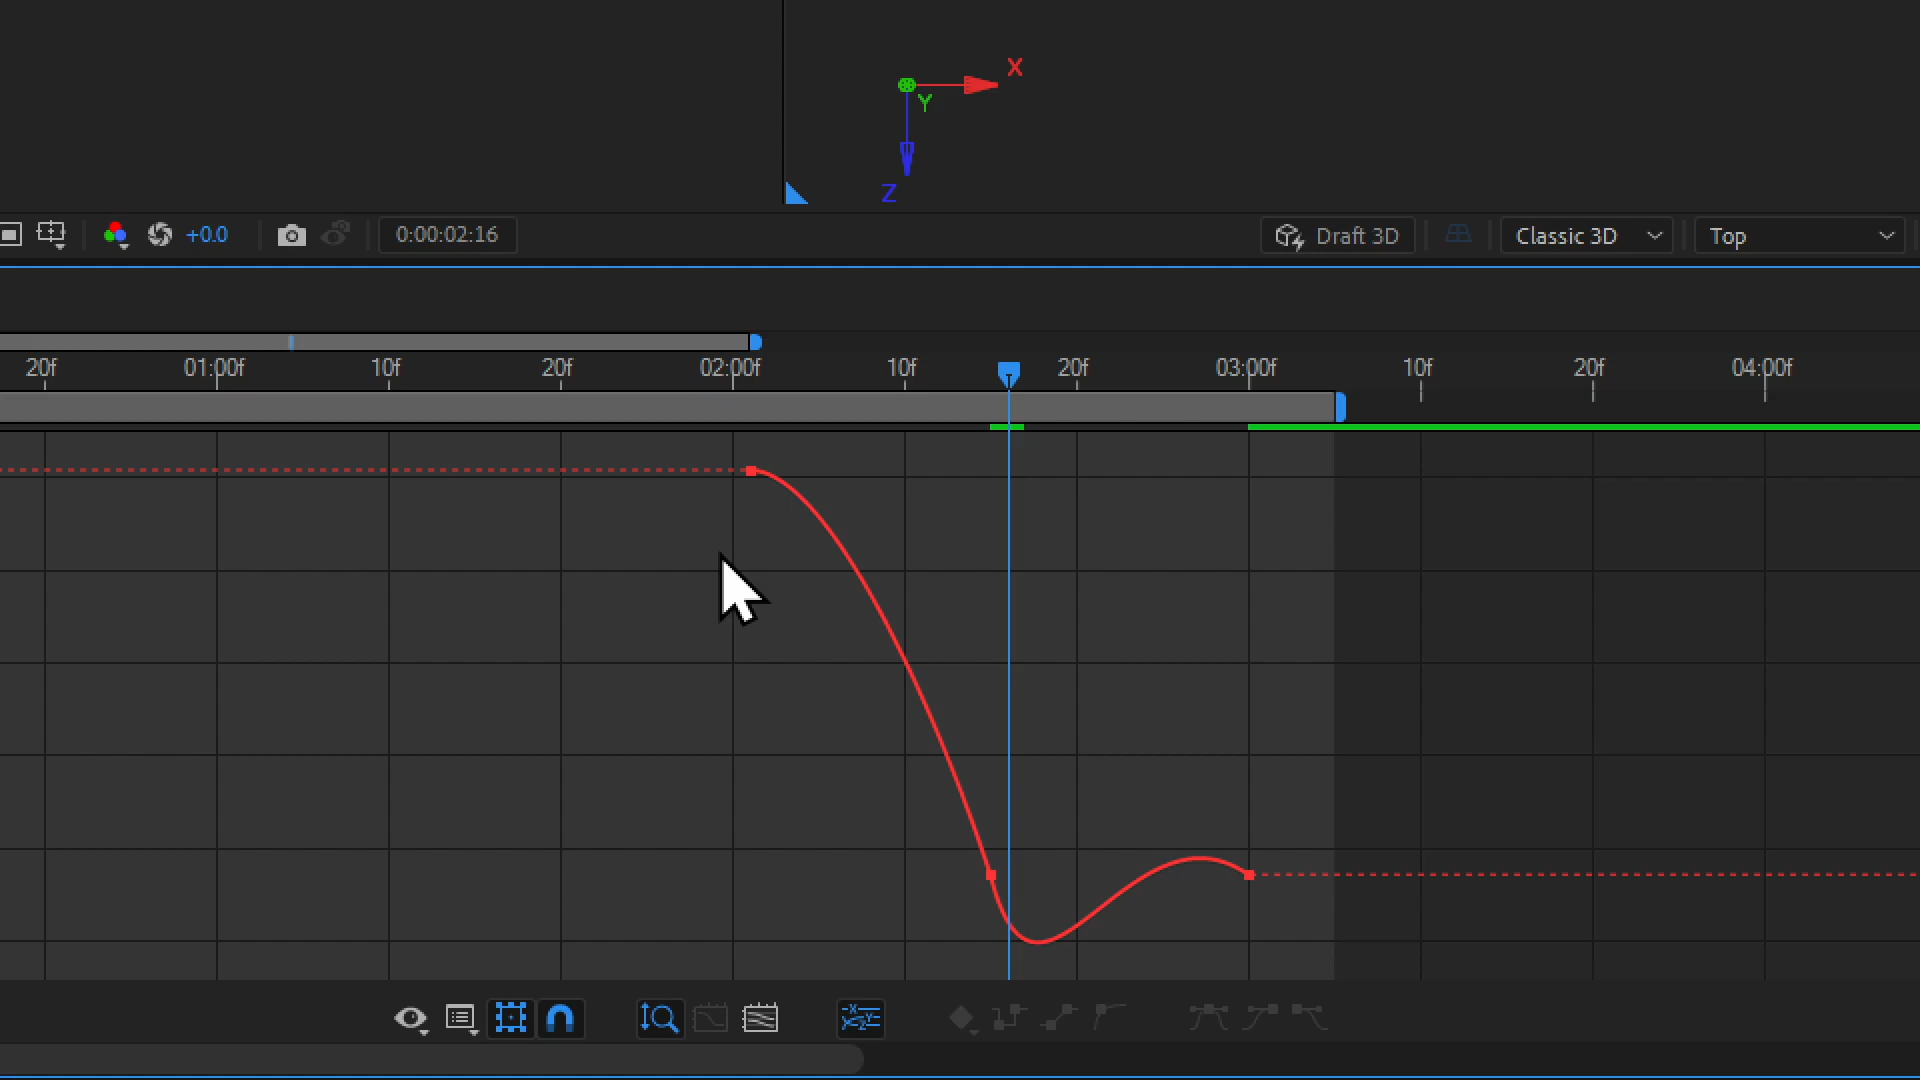 X
Y
Z
+0.0
0:00:02:16
Draft 3D
Classic 3D
Top
20f 01:00f 10f 20f 02:00f 10f 20f 03:00f 10f 20f 04:00f